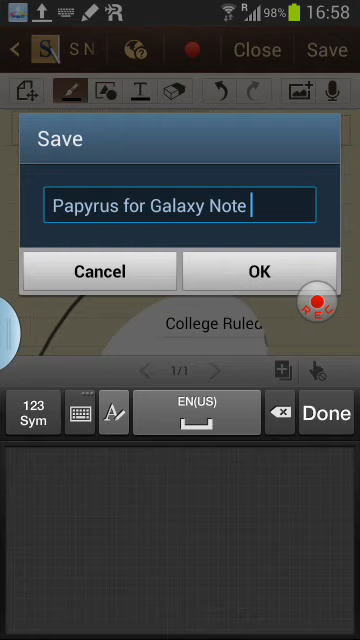 R 98% 16:58
S N Close Save
Save
Papyrus for Galaxy Note
Cancel OK
REC
College Ruled
1/1
123
Sym
EN(US)
Done